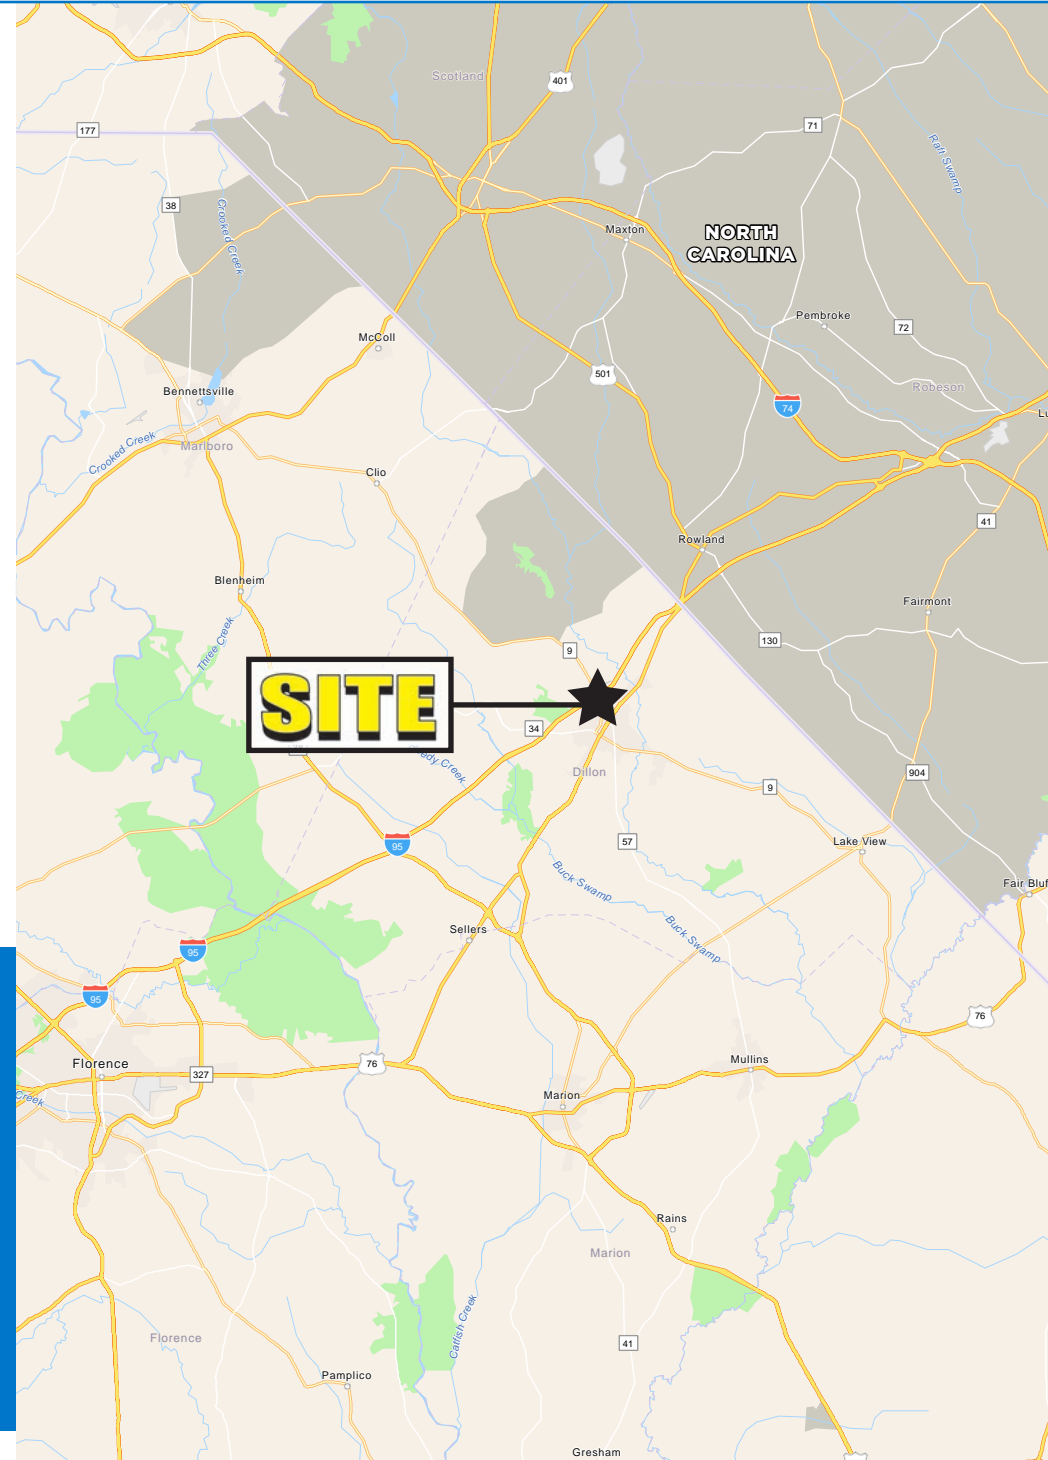 Scotland
401
177
71
Raft Swamp
38
Crooked Creek
Maxton
NORTH
CAROLINA
Pembroke
72
McColl
501
Bennettsville
Robeson
74
Crooked Creek
Marlboro
Clio
41
Rowland
Blenheim
Fairmont
Three Creek
130
9
SITE
34
Dillon
904
9
95
57
Lake View
Buck Swamp
Fair Bluf
Sellers
Buck Swamp
95
95
76
Florence
76
Mullins
327
Marion
Creek
Rains
Marion
Catfish Creek
Florence
41
Pamplico
Gresham